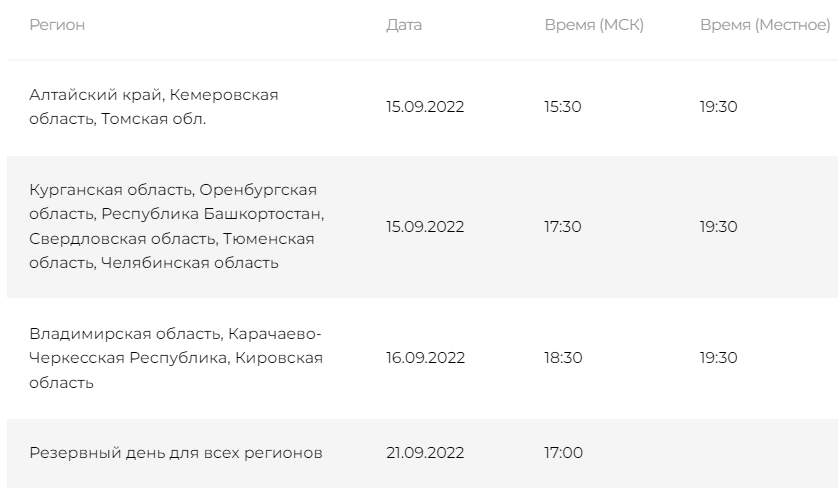 Регион Дата Время (МСК) Время (Местное)
Алтайский край, Кемеровская
область, Томская обл.
15.09.2022 15:30 19:30
Курганская область, Оренбургская
область, Республика Башкортостан,
Свердловская область, Тюменская
область, Челябинская область
15.09.2022 17:30 19:30
Владимирская область, Карачаево-
Черкесская Республика, Кировская
область
16.09.2022 18:30 19:30
Резервный день для всех регионов 21.09.2022 17:00